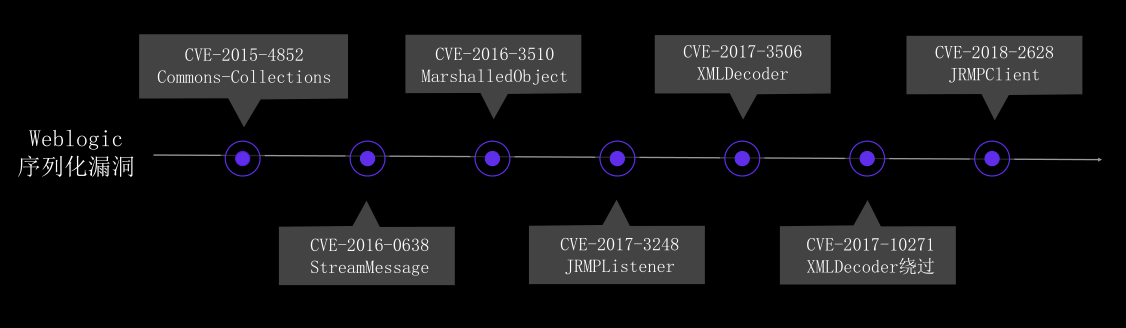 Weblogic
序列化漏洞
CVE-2015-4852
Commons-Collections
CVE-2016-0638
StreamMessage
CVE-2016-3510
MarshalledObject
CVE-2017-3248
JRMPListener
CVE-2017-3506
XMLDecoder
CVE-2017-10271
XMLDecoder绕过
CVE-2018-2628
JRMPClient